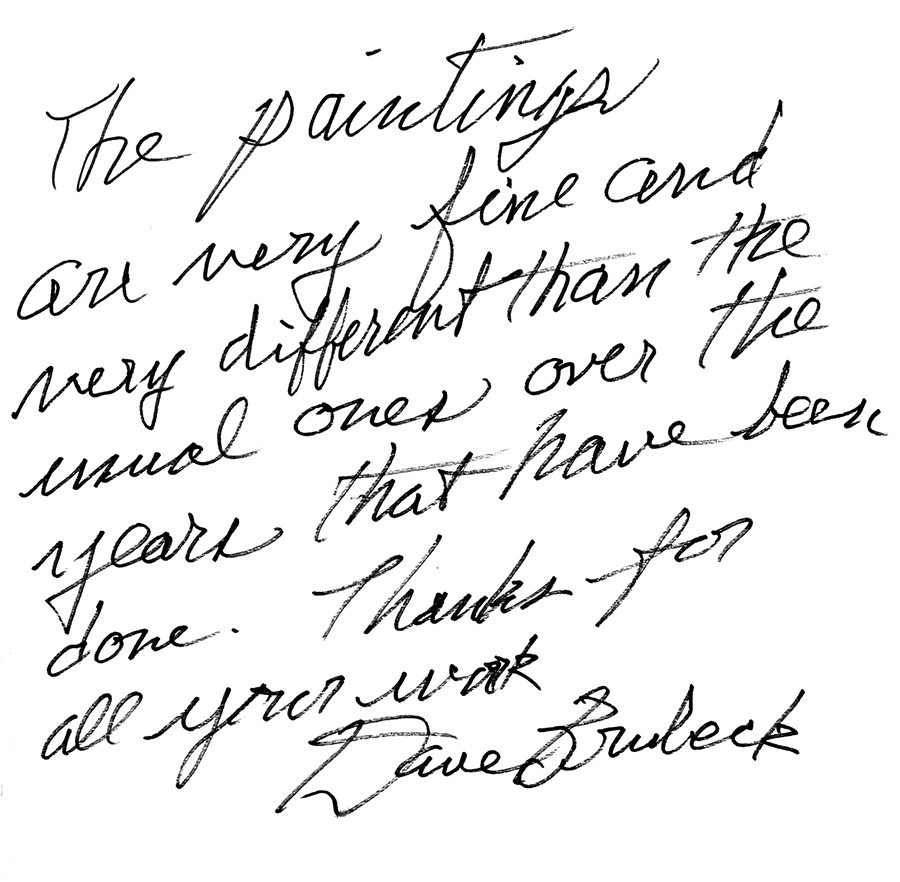 The paintings
are very fine and
very different than the
usual ones over the
years that have been
done. Thanks for
all your work
Dave Brubeck